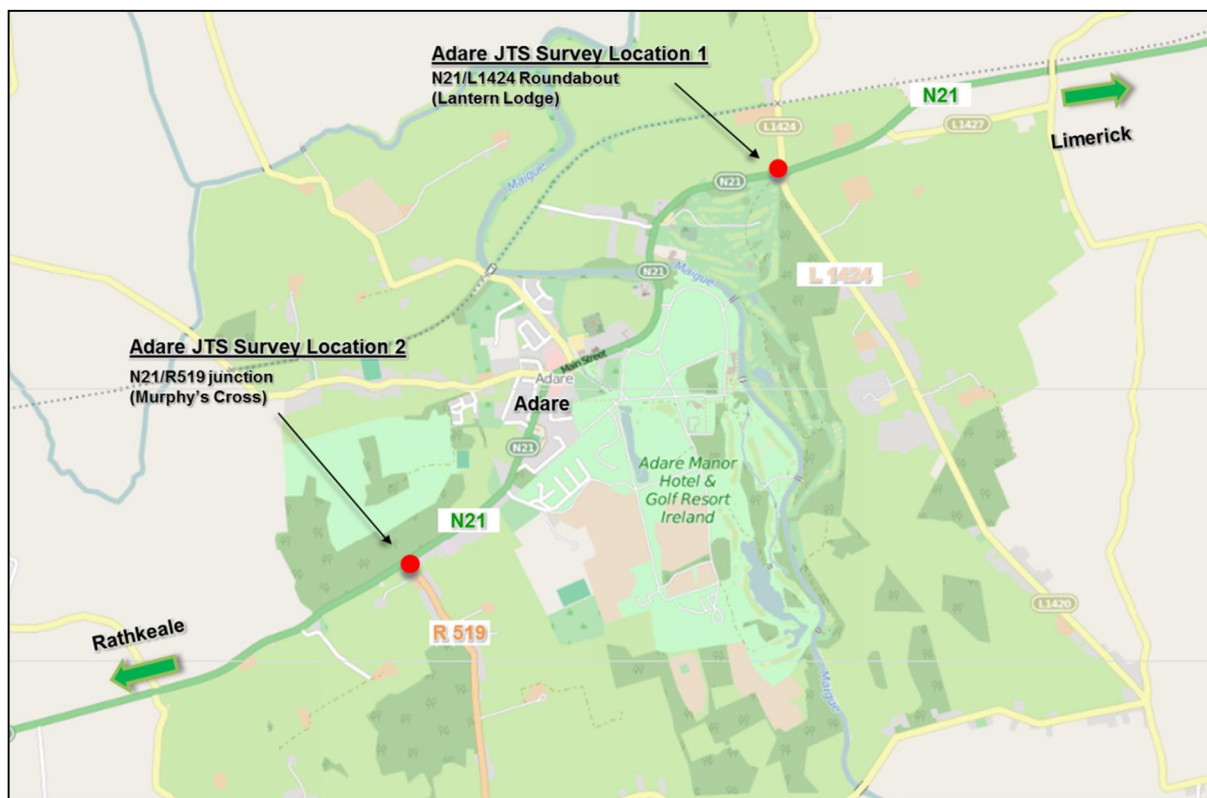 Adare JTS Survey Location 1
N21/L1424 Roundabout
(Lantern Lodge)
N21
L1424
L1427
Limerick
Maigue
N21
N21
Maigue
L 1424
Adare JTS Survey Location 2
N21/R519 junction
(Murphy's Cross)
Main Street
Adare
Adare
N21
Adare Manor
Hotel &
Golf Resort
Ireland
N21
L1420
R 519
Rathkeale
Maigue